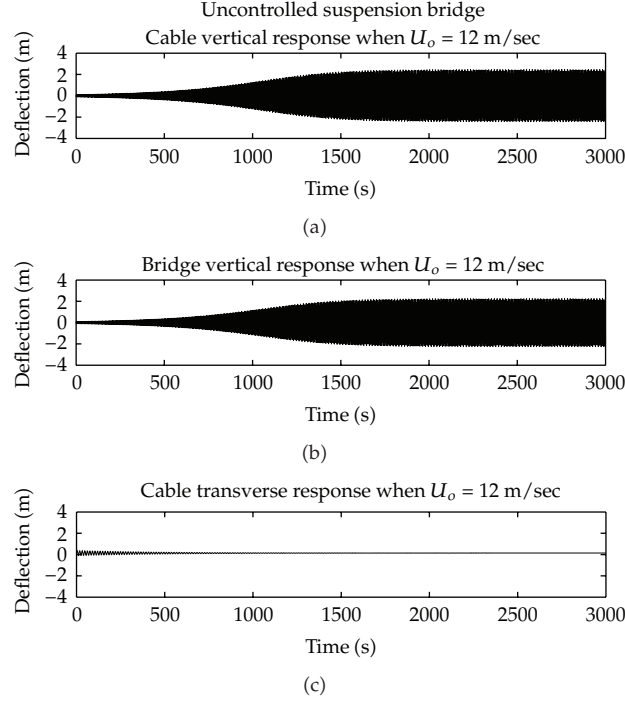 Uncontrolled suspension bridge
Cable vertical response when U₀ = 12 m/sec
Deflection (m)
4
2
0
−2
−4
0 500 1000 1500 2000 2500 3000
Time (s)
(a)
Bridge vertical response when U₀ = 12 m/sec
Deflection (m)
4
2
0
−2
−4
0 500 1000 1500 2000 2500 3000
Time (s)
(b)
Cable transverse response when U₀ = 12 m/sec
Deflection (m)
4
2
0
−2
−4
0 500 1000 1500 2000 2500 3000
Time (s)
(c)